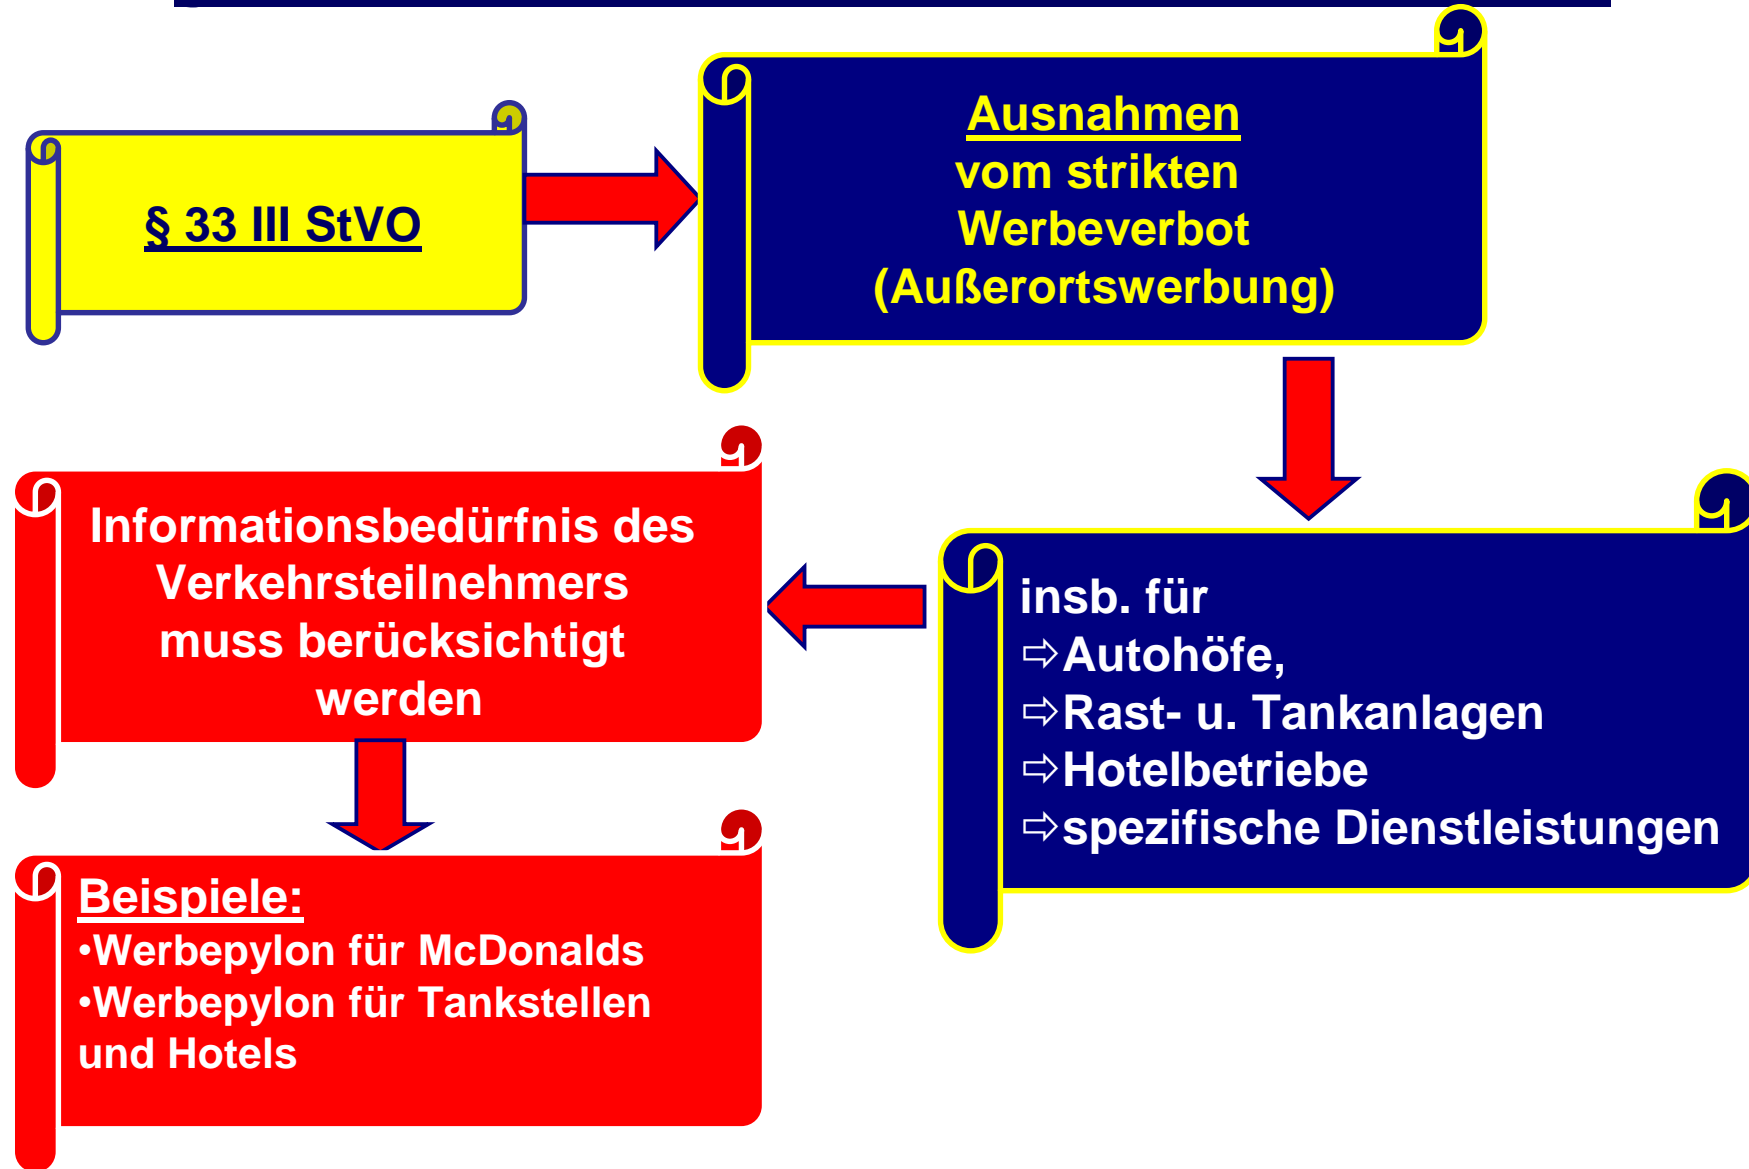 § 33 III StVO
Ausnahmen
vom strikten
Werbeverbot
(Außerortswerbung)
insb. für
⇨Autohöfe,
⇨Rast- u. Tankanlagen
⇨Hotelbetriebe
⇨spezifische Dienstleistungen
Informationsbedürfnis des
Verkehrsteilnehmers
muss berücksichtigt
werden
Beispiele:
•Werbepylon für McDonalds
•Werbepylon für Tankstellen
und Hotels